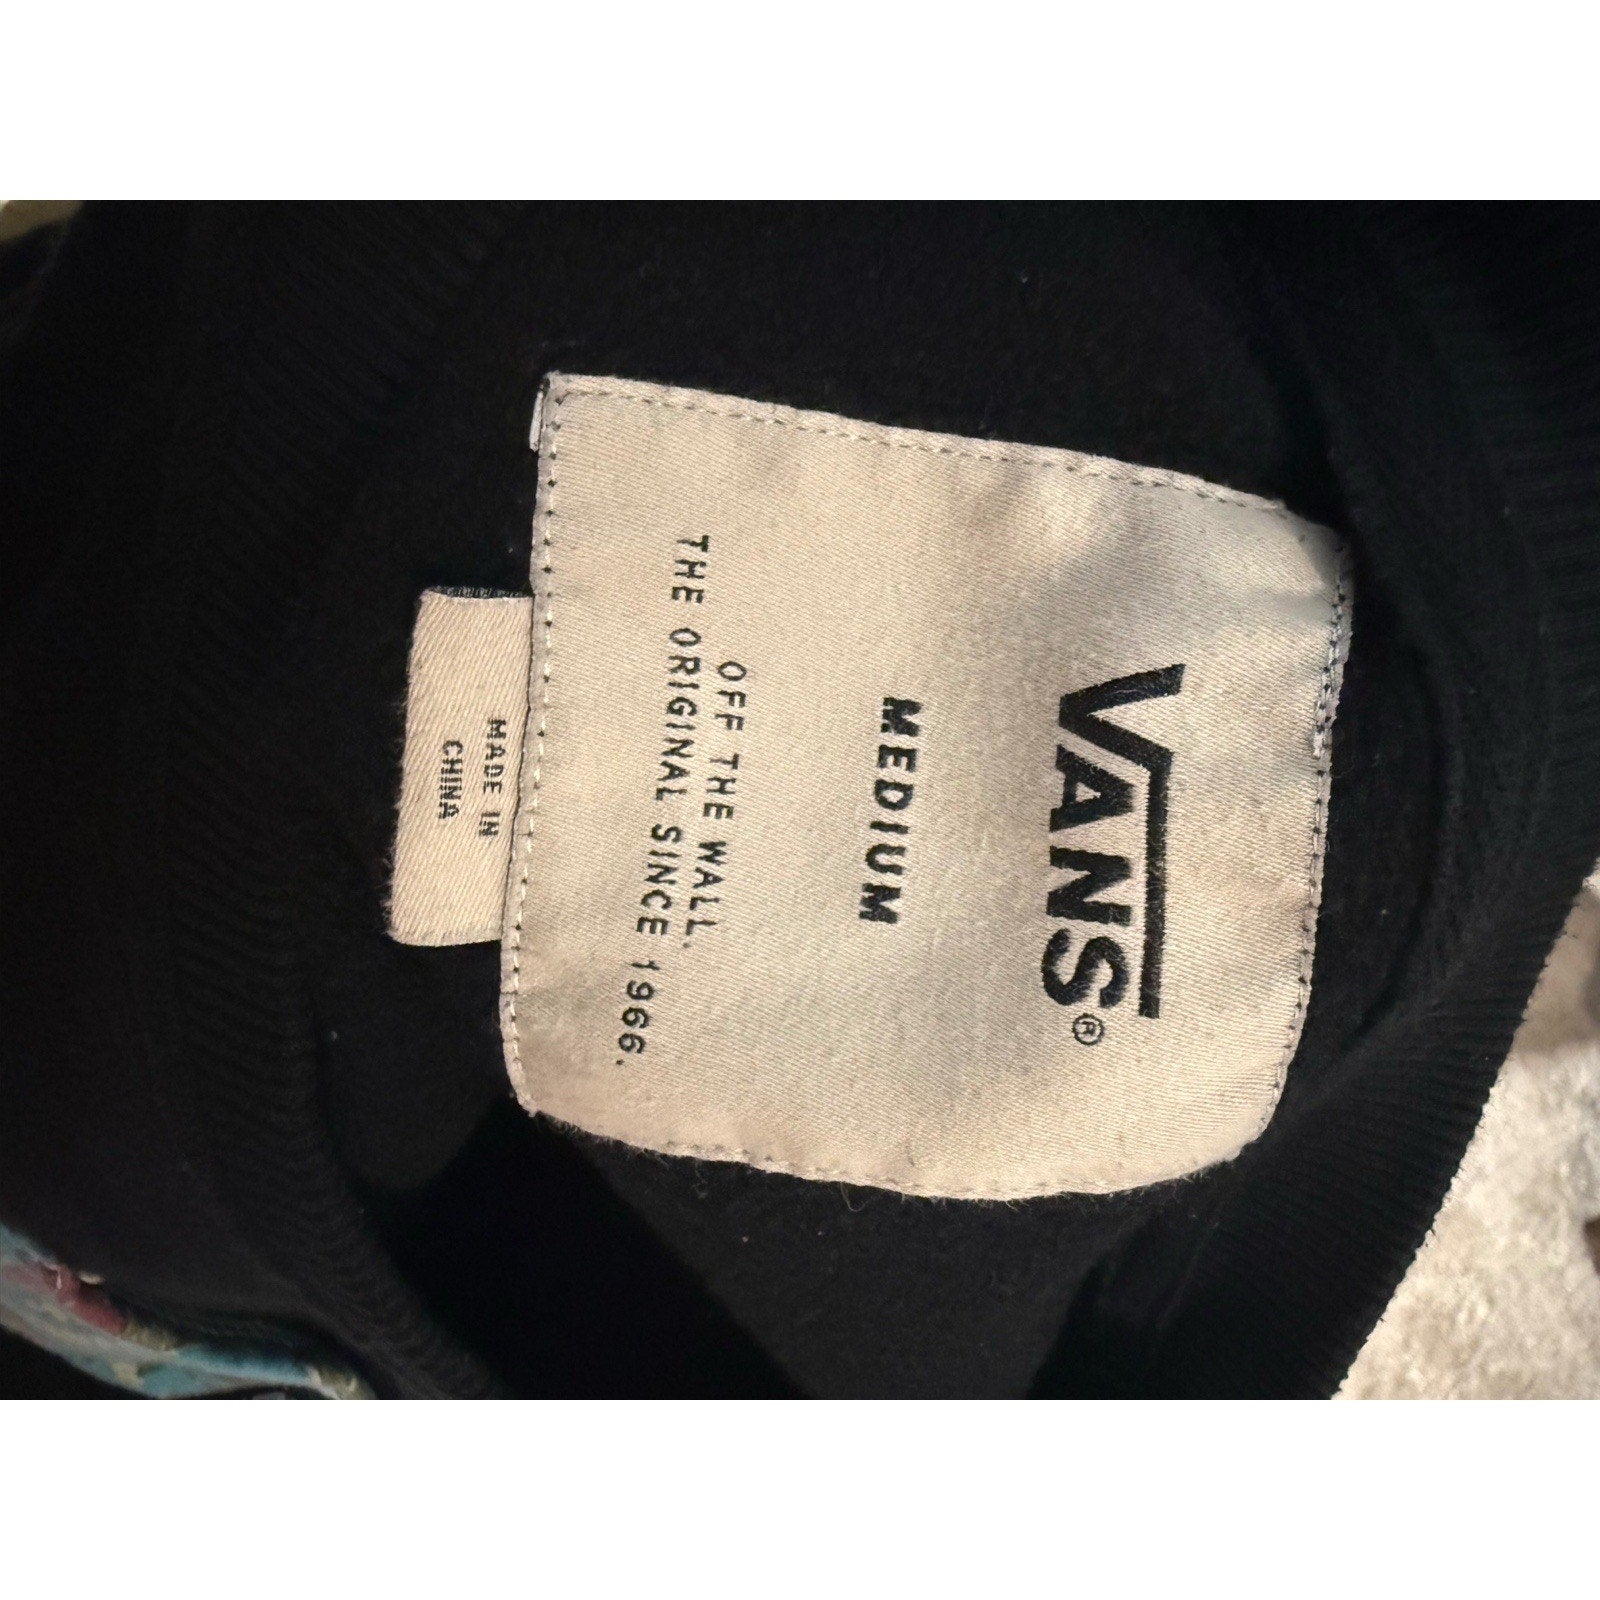 VANS®
MEDIUM
OFF THE WALL.
THE ORIGINAL SINCE 1966.
MADE IN
CHINA